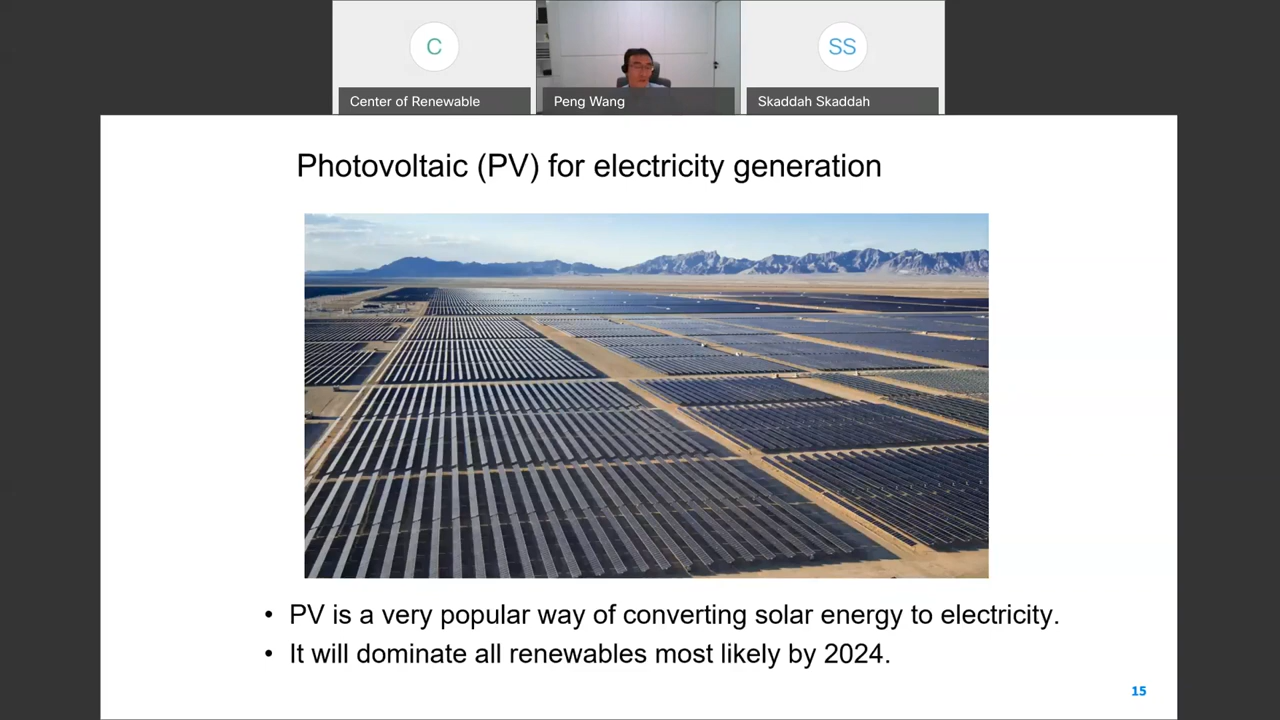 C
SS
Center of Renewable
Peng Wang
Skaddah Skaddah
Photovoltaic (PV) for electricity generation
• PV is a very popular way of converting solar energy to electricity.
• It will dominate all renewables most likely by 2024.
15